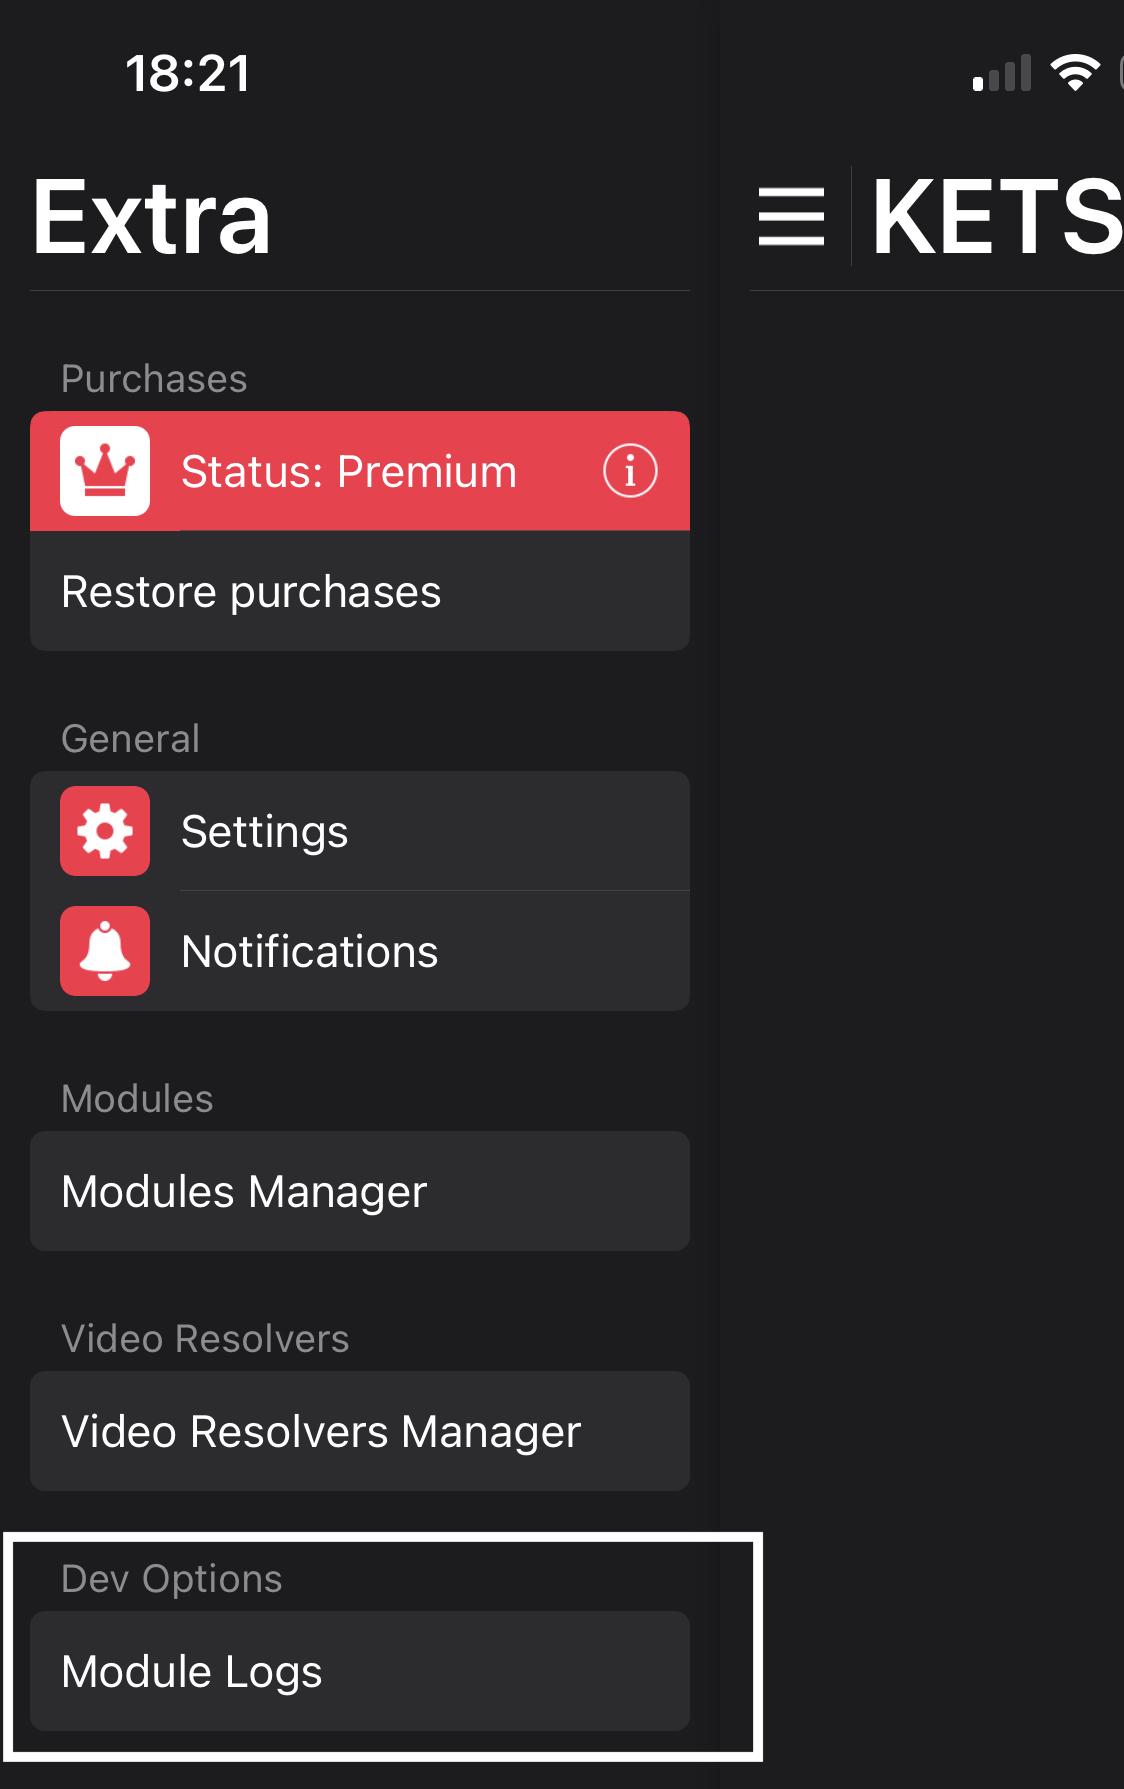 18:21
Extra
KETS
Purchases
Status: Premium
Restore purchases
General
Settings
Notifications
Modules
Modules Manager
Video Resolvers
Video Resolvers Manager
Dev Options
Module Logs